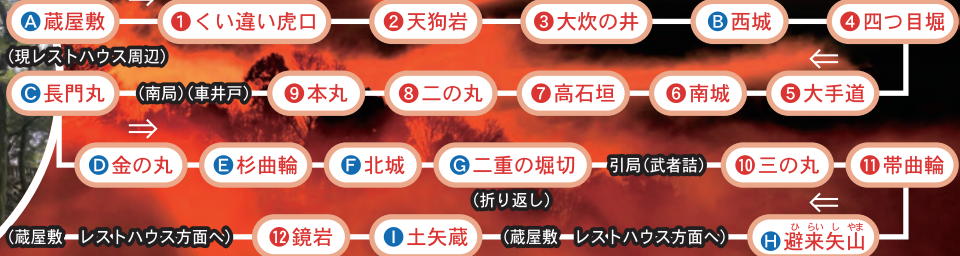 Ⓐ蔵屋敷 ❶くい違い虎口 ❷天狗岩 ❸大炊の井 Ⓑ西城 ❹四つ目堀
(現レストハウス周辺) ⇐
Ⓒ長門丸 (南局)(車井戸) ❾本丸 ❽二の丸 ❼高石垣 ❻南城 ❺大手道
⇒
Ⓓ金の丸 Ⓔ杉曲輪 Ⓕ北城 Ⓖ二重の堀切 引局(武者詰) ❿三の丸 ⓫帯曲輪
(折り返し) ⇐
(蔵屋敷 レストハウス方面へ) ⓬鏡岩 Ⓘ土矢蔵 (蔵屋敷 レストハウス方面へ) Ⓗ避来矢山
ひ らい し やま